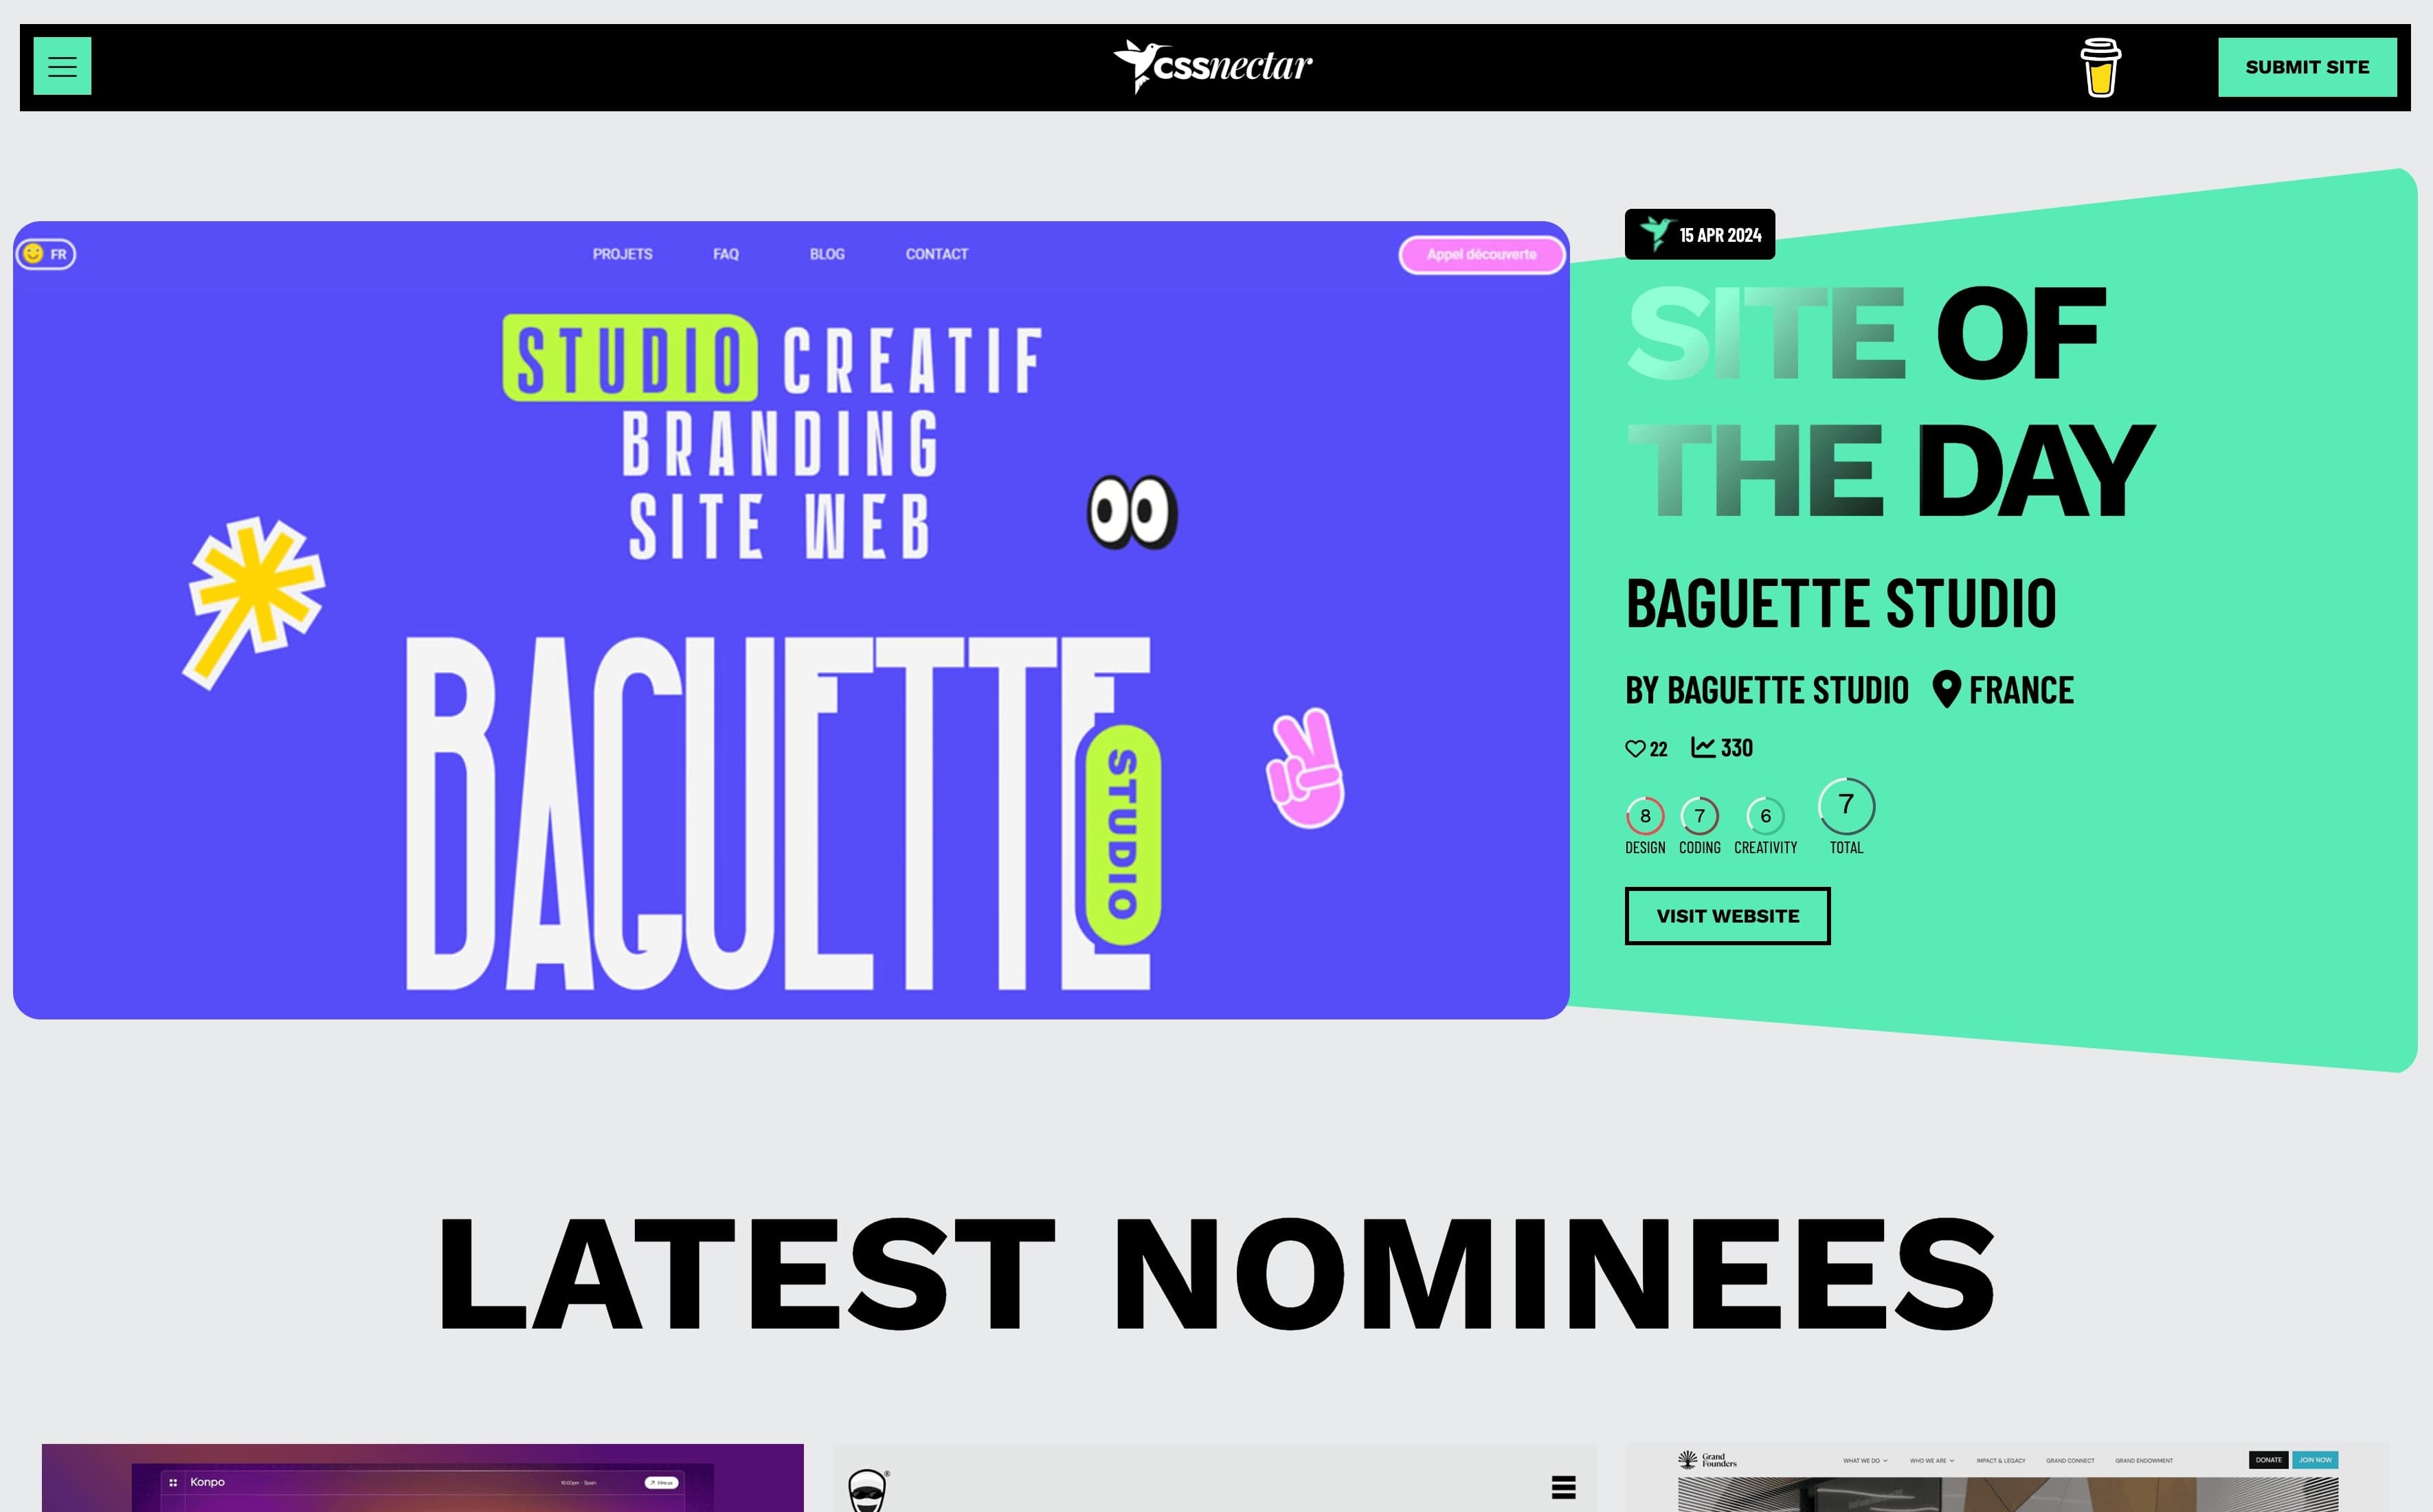 cssnectar
SUBMIT SITE
FR
PROJETS FAQ BLOG CONTACT
Appel découverte
STUDIO CREATIF
BRANDING
SITE WEB
BAGUETTE
STUDIO
15 APR 2024
SITE OF
THE DAY
BAGUETTE STUDIO
BY BAGUETTE STUDIO FRANCE
22 330
8 7 6 7
DESIGN CODING CREATIVITY TOTAL
VISIT WEBSITE
LATEST NOMINEES
Konpo
Spain
Hire us
®
Grand
Founders
WHAT WE DO WHO WE ARE IMPACT & LEGACY GRAND CONNECT GRAND ENDOWMENT
DONATE JOIN NOW